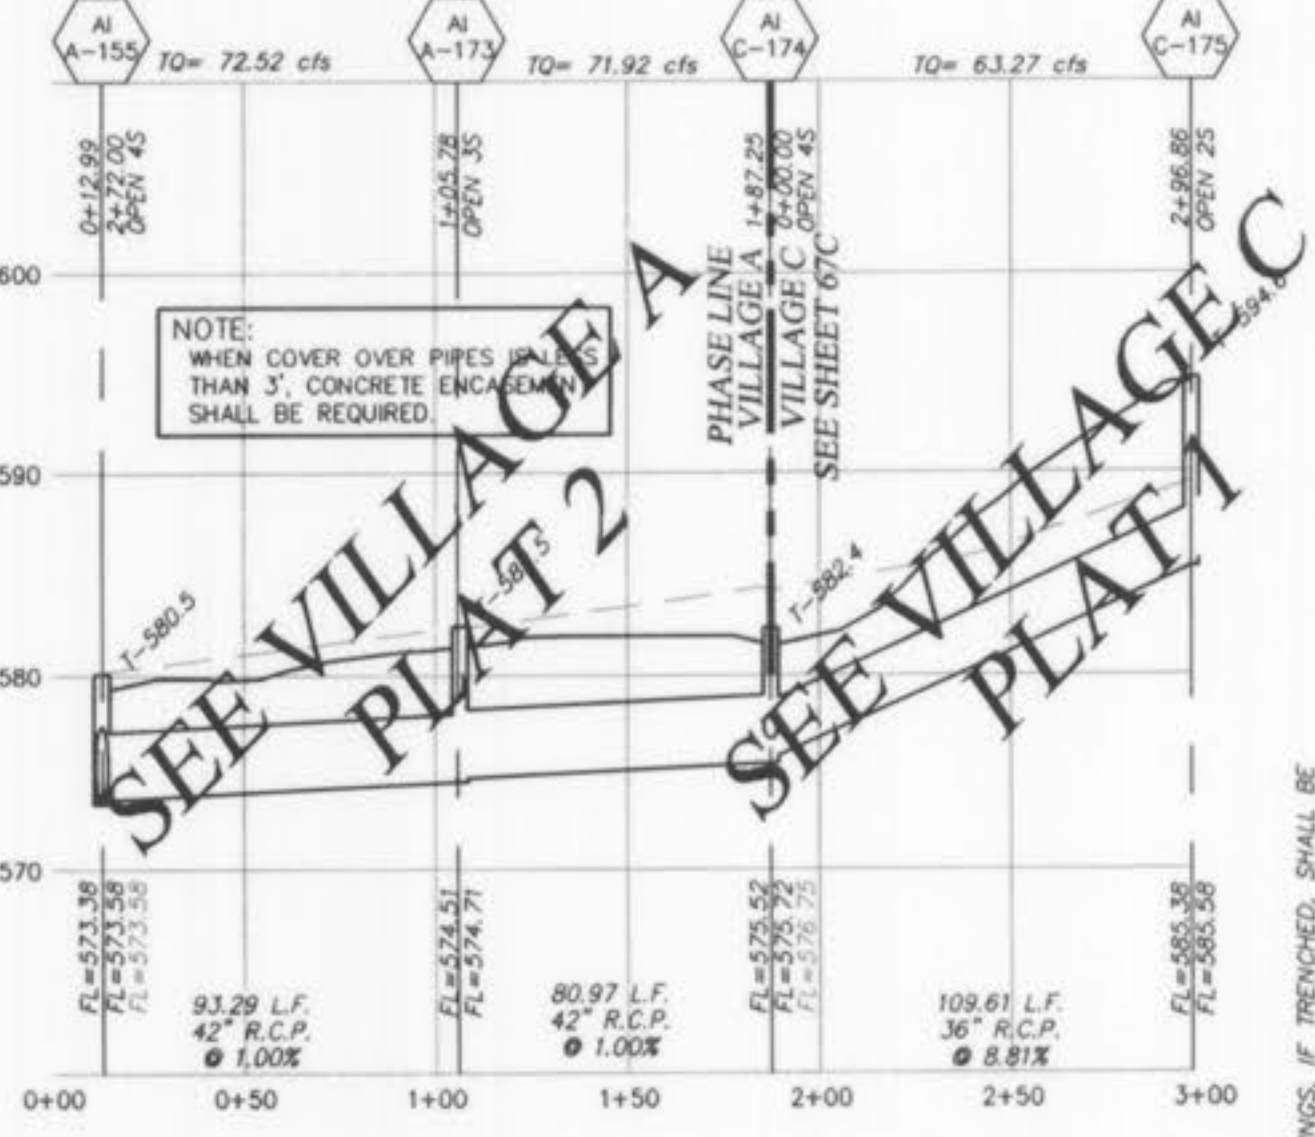 AI
A-155
TQ= 72.52 cfs
AI
A-173
TQ= 71.92 cfs
AI
C-174
TQ= 63.27 cfs
AI
C-175
0+12.99
2+72.00
OPEN 4S
1+05.78
OPEN 3S
1+87.25
0+00.00
OPEN 4S
2+96.86
OPEN 2S
PHASE LINE
VILLAGE A
VILLAGE C
SEE SHEET 67C
600
590
580
570
NOTE:
WHEN COVER OVER PIPES IS LESS
THAN 3', CONCRETE ENCASEMEN
SHALL BE REQUIRED.
SEE VILLAGE A
PLAT 2
SEE VILLAGE C
PLAT 1
T-580.5
T-582.4
FL=573.38
FL=573.58
FL=573.58
FL=574.51
FL=574.71
FL=575.52
FL=575.72
FL=576.75
FL=585.38
FL=585.58
93.29 L.F.
42" R.C.P.
@ 1.00%
80.97 L.F.
42" R.C.P.
@ 1.00%
109.61 L.F.
36" R.C.P.
@ 8.81%
0+00
0+50
1+00
1+50
2+00
2+50
3+00
IF TRENCHED, SHALL BE